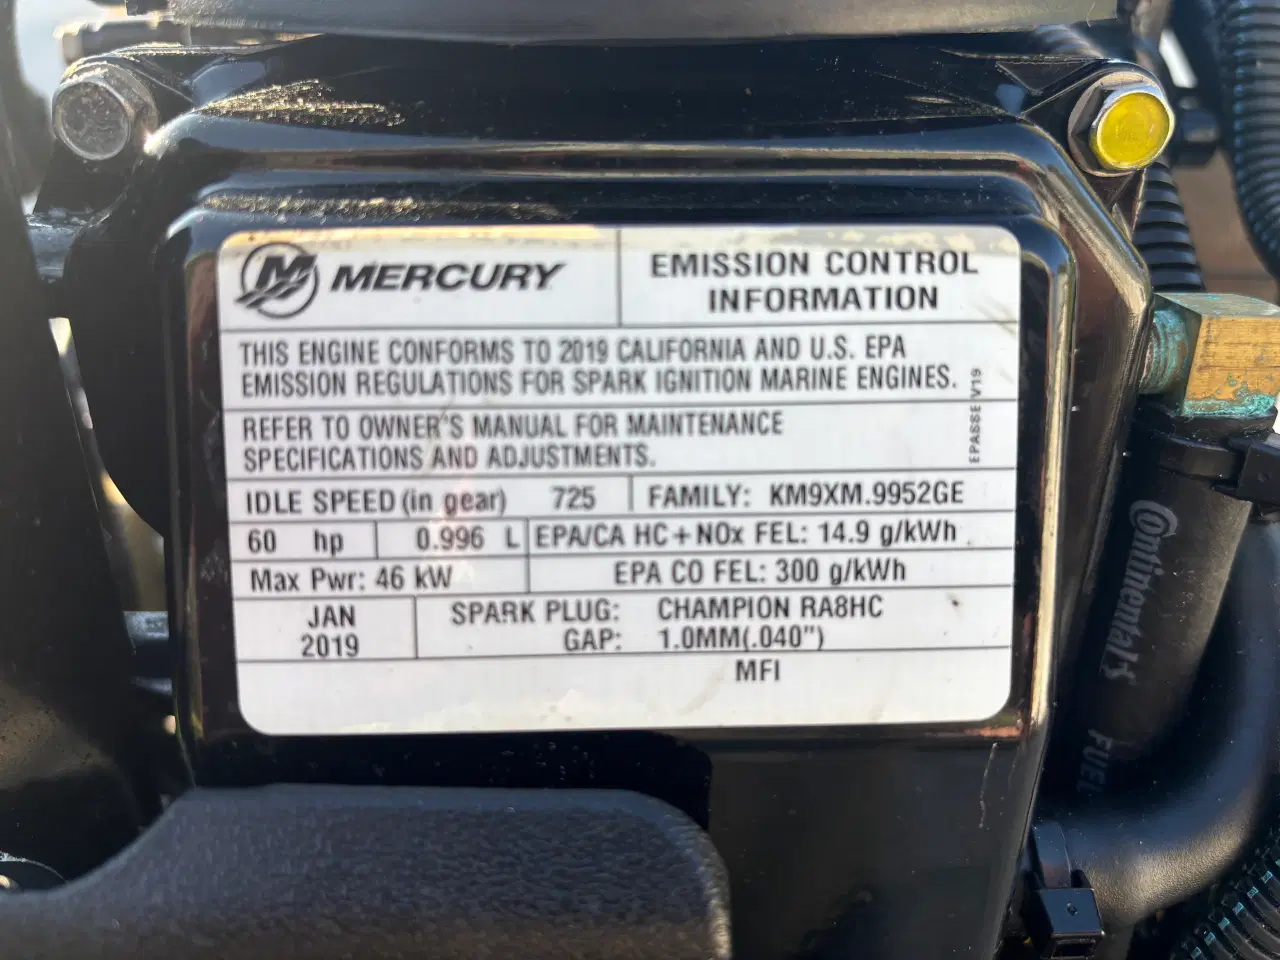 MERCURY
EMISSION CONTROL
INFORMATION
THIS ENGINE CONFORMS TO 2019 CALIFORNIA AND U.S. EPA
EMISSION REGULATIONS FOR SPARK IGNITION MARINE ENGINES.
REFER TO OWNER'S MANUAL FOR MAINTENANCE
SPECIFICATIONS AND ADJUSTMENTS.
EPASSE V19
IDLE SPEED (in gear) 725 FAMILY: KM9XM.9952GE
60 hp 0.996 L EPA/CA HC+NOx FEL: 14.9 g/kWh
Max Pwr: 46 kW EPA CO FEL: 300 g/kWh
JAN SPARK PLUG: CHAMPION RA8HC
2019 GAP: 1.0MM(.040")
MFI
Continental
FUEL